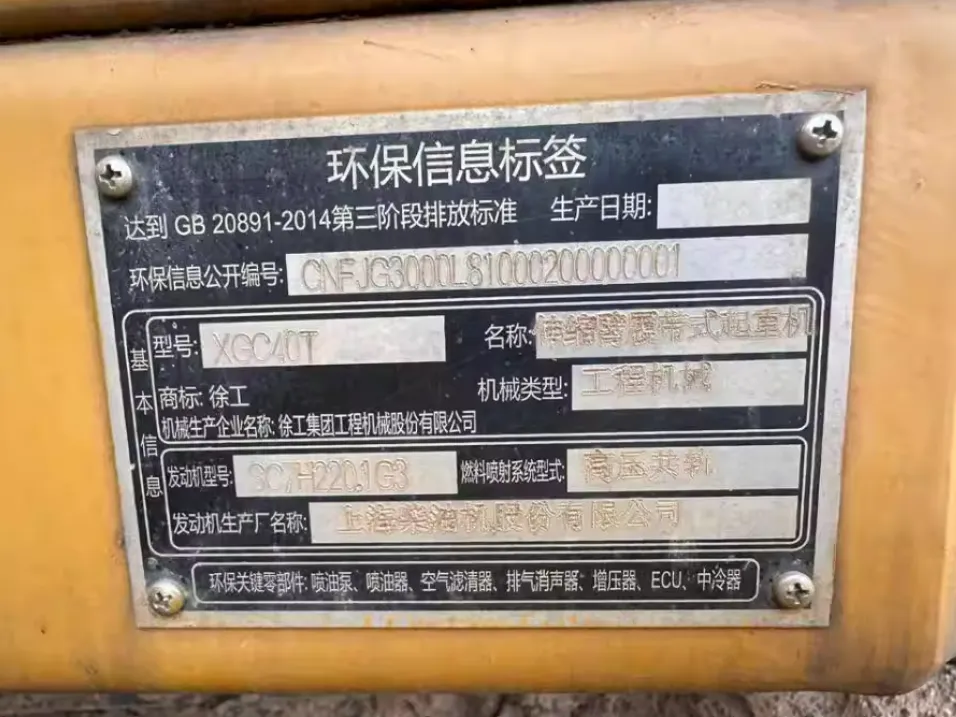 环保信息标签
达到 GB 20891-2014第三阶段排放标准 生产日期:
环保信息公开编号: CNFJG3000L81000200000001
基本信息
型号: XGC40T 名称: 伸缩臂履带式起重机
商标: 徐工 机械类型: 工程机械
机械生产企业名称: 徐工集团工程机械股份有限公司
发动机型号: SC7H220.1G3 燃料喷射系统型式: 高压共轨
发动机生产厂名称: 上海柴油机股份有限公司
环保关键零部件: 喷油泵、喷油器、空气滤清器、排气消声器、增压器、ECU、中冷器